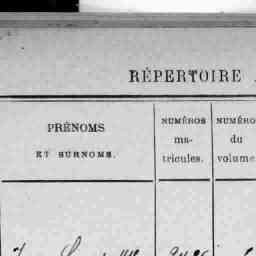 RÉPERTOIRE
PRÉNOMS
ET SURNOMS.
NUMÉROS
ma-
tricules.
NUMÉRO
du
volume